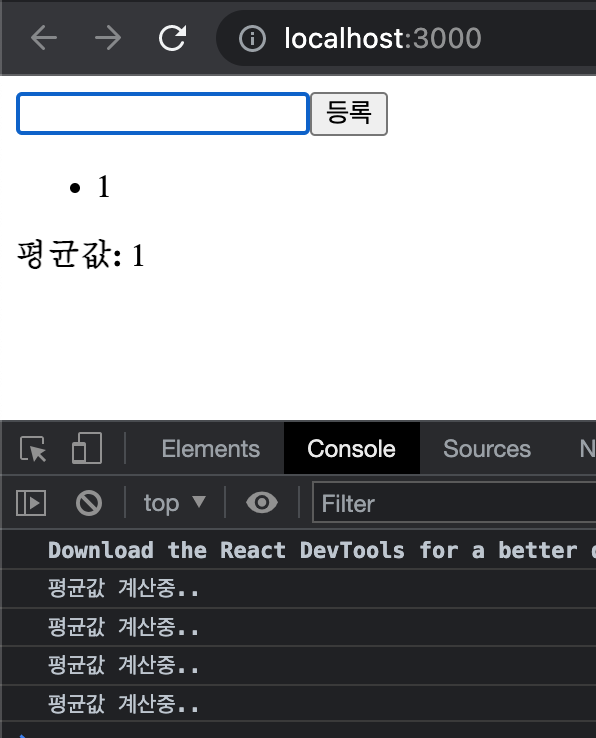 localhost:3000
등록
• 1
평균값: 1
Elements Console Sources N
top Filter
Download the React DevTools for a better
평균값 계산중..
평균값 계산중..
평균값 계산중..
평균값 계산중..